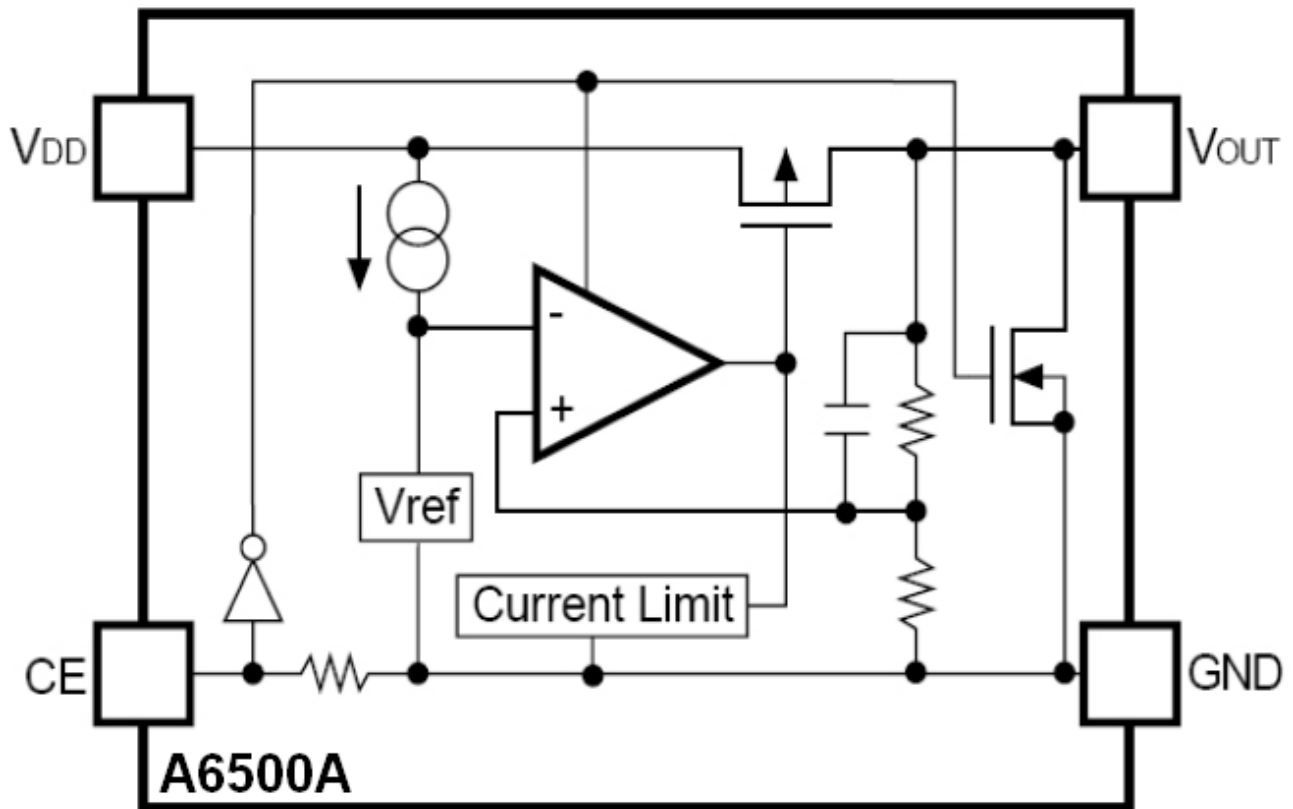 VDD
VOUT
-
+
Vref
Current Limit
CE
GND
A6500A